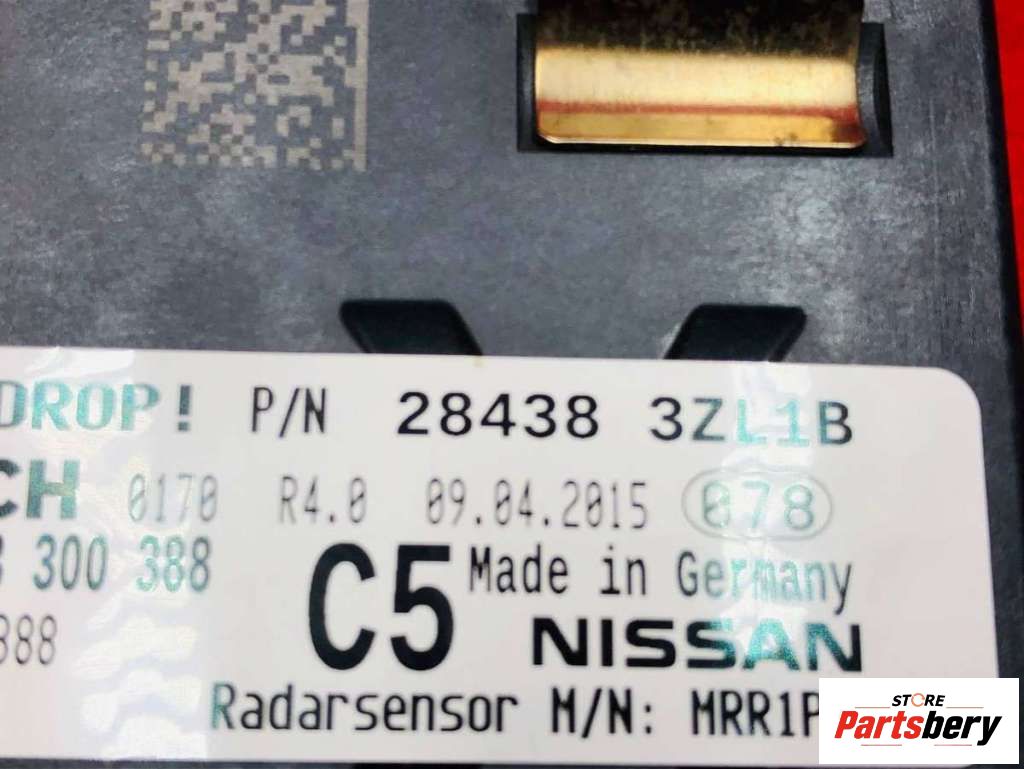 DROP! P/N 28438 3ZL1B
CH 0170 R4.0 09.04.2015 078
300 388 C5 Made in Germany
388 NISSAN
Radarsensor M/N: MRR1P
STORE
Partsbery